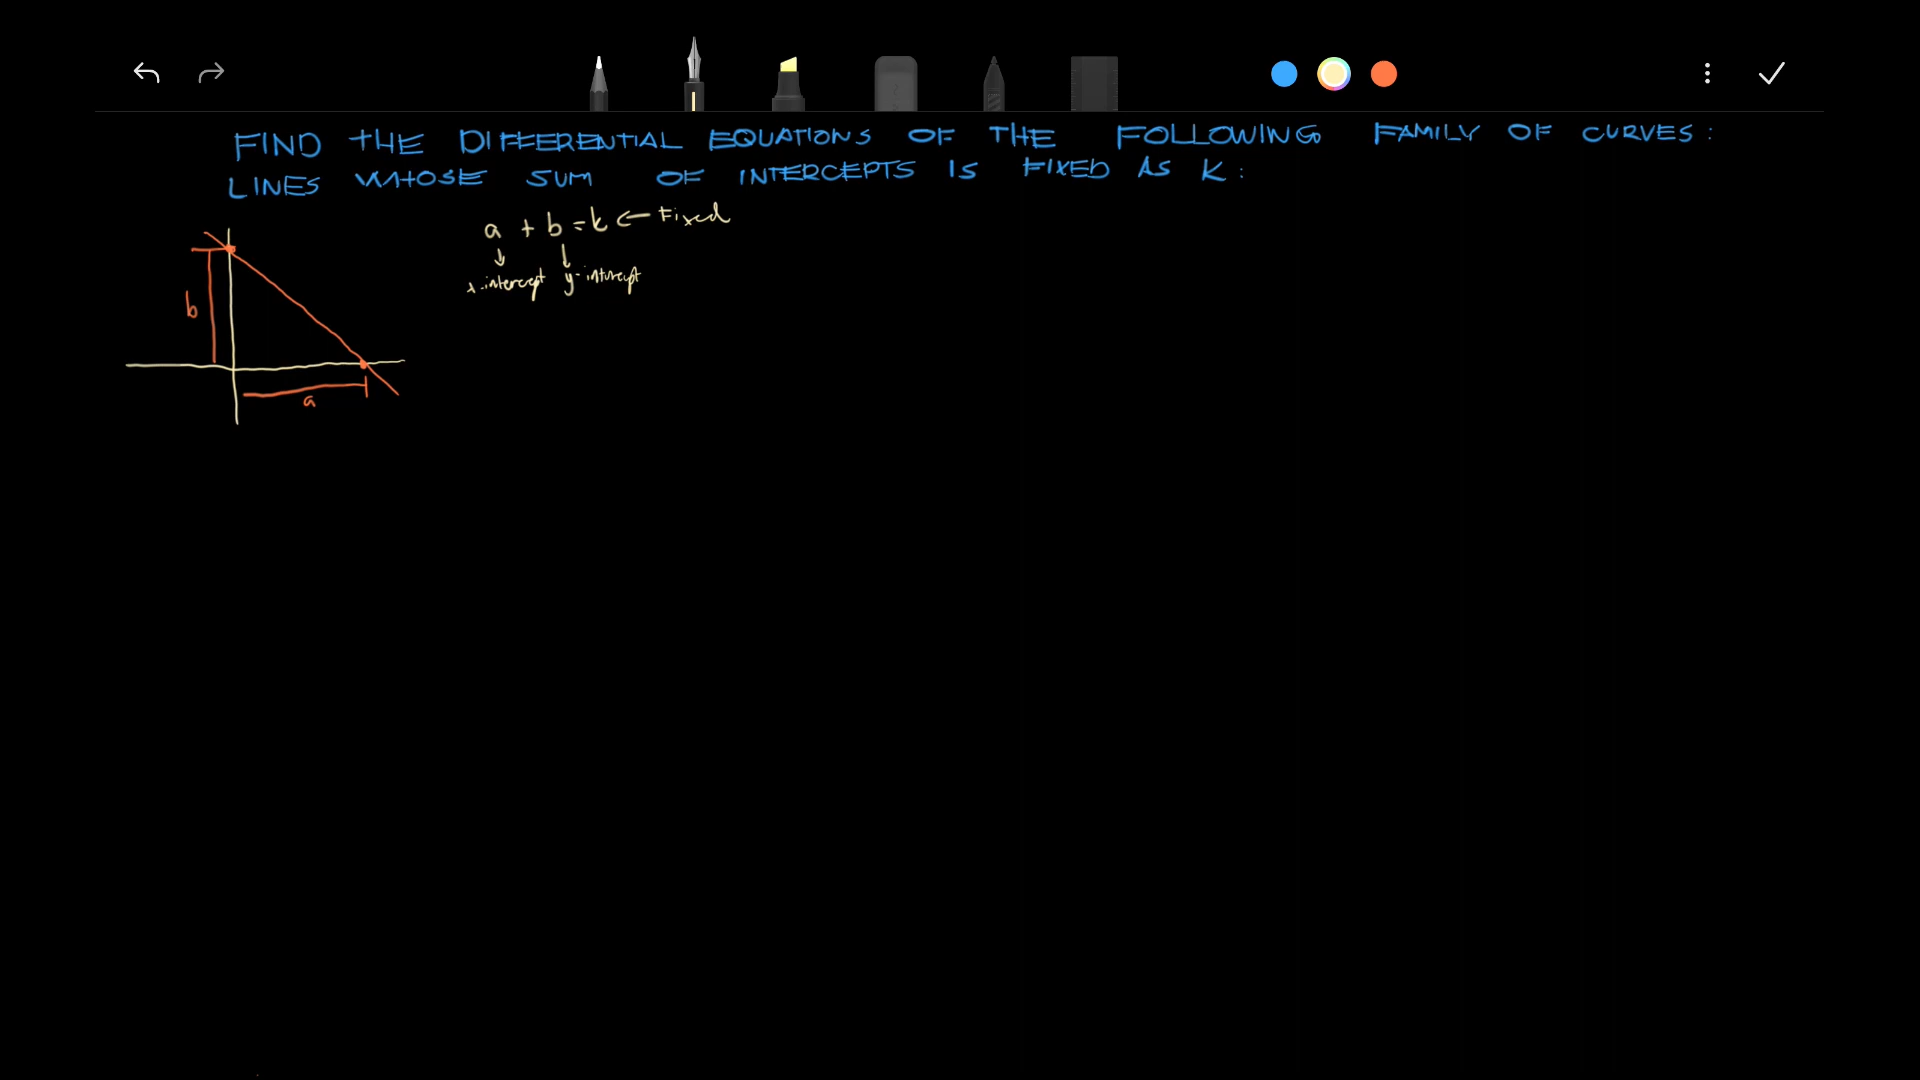 FIND THE DIFFERENTIAL EQUATIONS OF THE FOLLOWING FAMILY OF CURVES:
LINES WHOSE SUM OF INTERCEPTS IS FIXED AS K:
a + b = k ← Fixed
x-intercept y-intercept
b
a